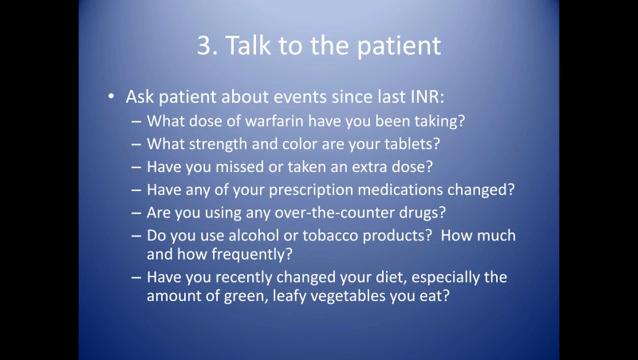 3. Talk to the patient
• Ask patient about events since last INR:
– What dose of warfarin have you been taking?
– What strength and color are your tablets?
– Have you missed or taken an extra dose?
– Have any of your prescription medications changed?
– Are you using any over-the-counter drugs?
– Do you use alcohol or tobacco products?  How much
and how frequently?
– Have you recently changed your diet, especially the
amount of green, leafy vegetables you eat?